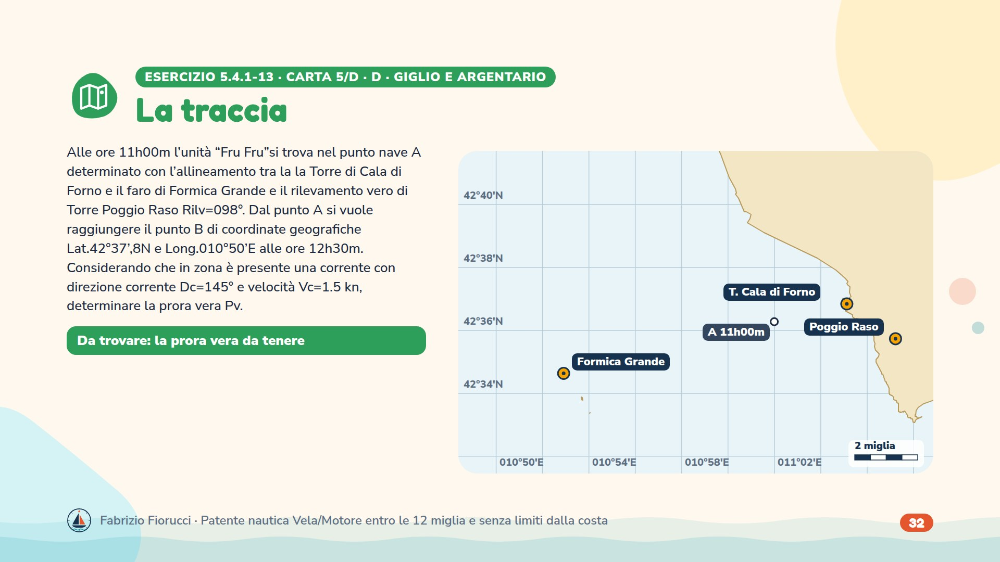 ESERCIZIO 5.4.1-13 · CARTA 5/D · D · GIGLIO E ARGENTARIO
La traccia
Alle ore 11h00m l’unità “Fru Fru”si trova nel punto nave A
determinato con l’allineamento tra la la Torre di Cala di
Forno e il faro di Formica Grande e il rilevamento vero di
Torre Poggio Raso Rilv=098°. Dal punto A si vuole
raggiungere il punto B di coordinate geografiche
Lat.42°37’,8N e Long.010°50’E alle ore 12h30m.
Considerando che in zona è presente una corrente con
direzione corrente Dc=145° e velocità Vc=1.5 kn,
determinare la prora vera Pv.
Da trovare: la prora vera da tenere
42°40'N
42°38'N
T. Cala di Forno
42°36'N
A 11h00m
Poggio Raso
Formica Grande
42°34'N
2 miglia
010°50'E
010°54'E
010°58'E
011°02'E
Fabrizio Fiorucci · Patente nautica Vela/Motore entro le 12 miglia e senza limiti dalla costa
32